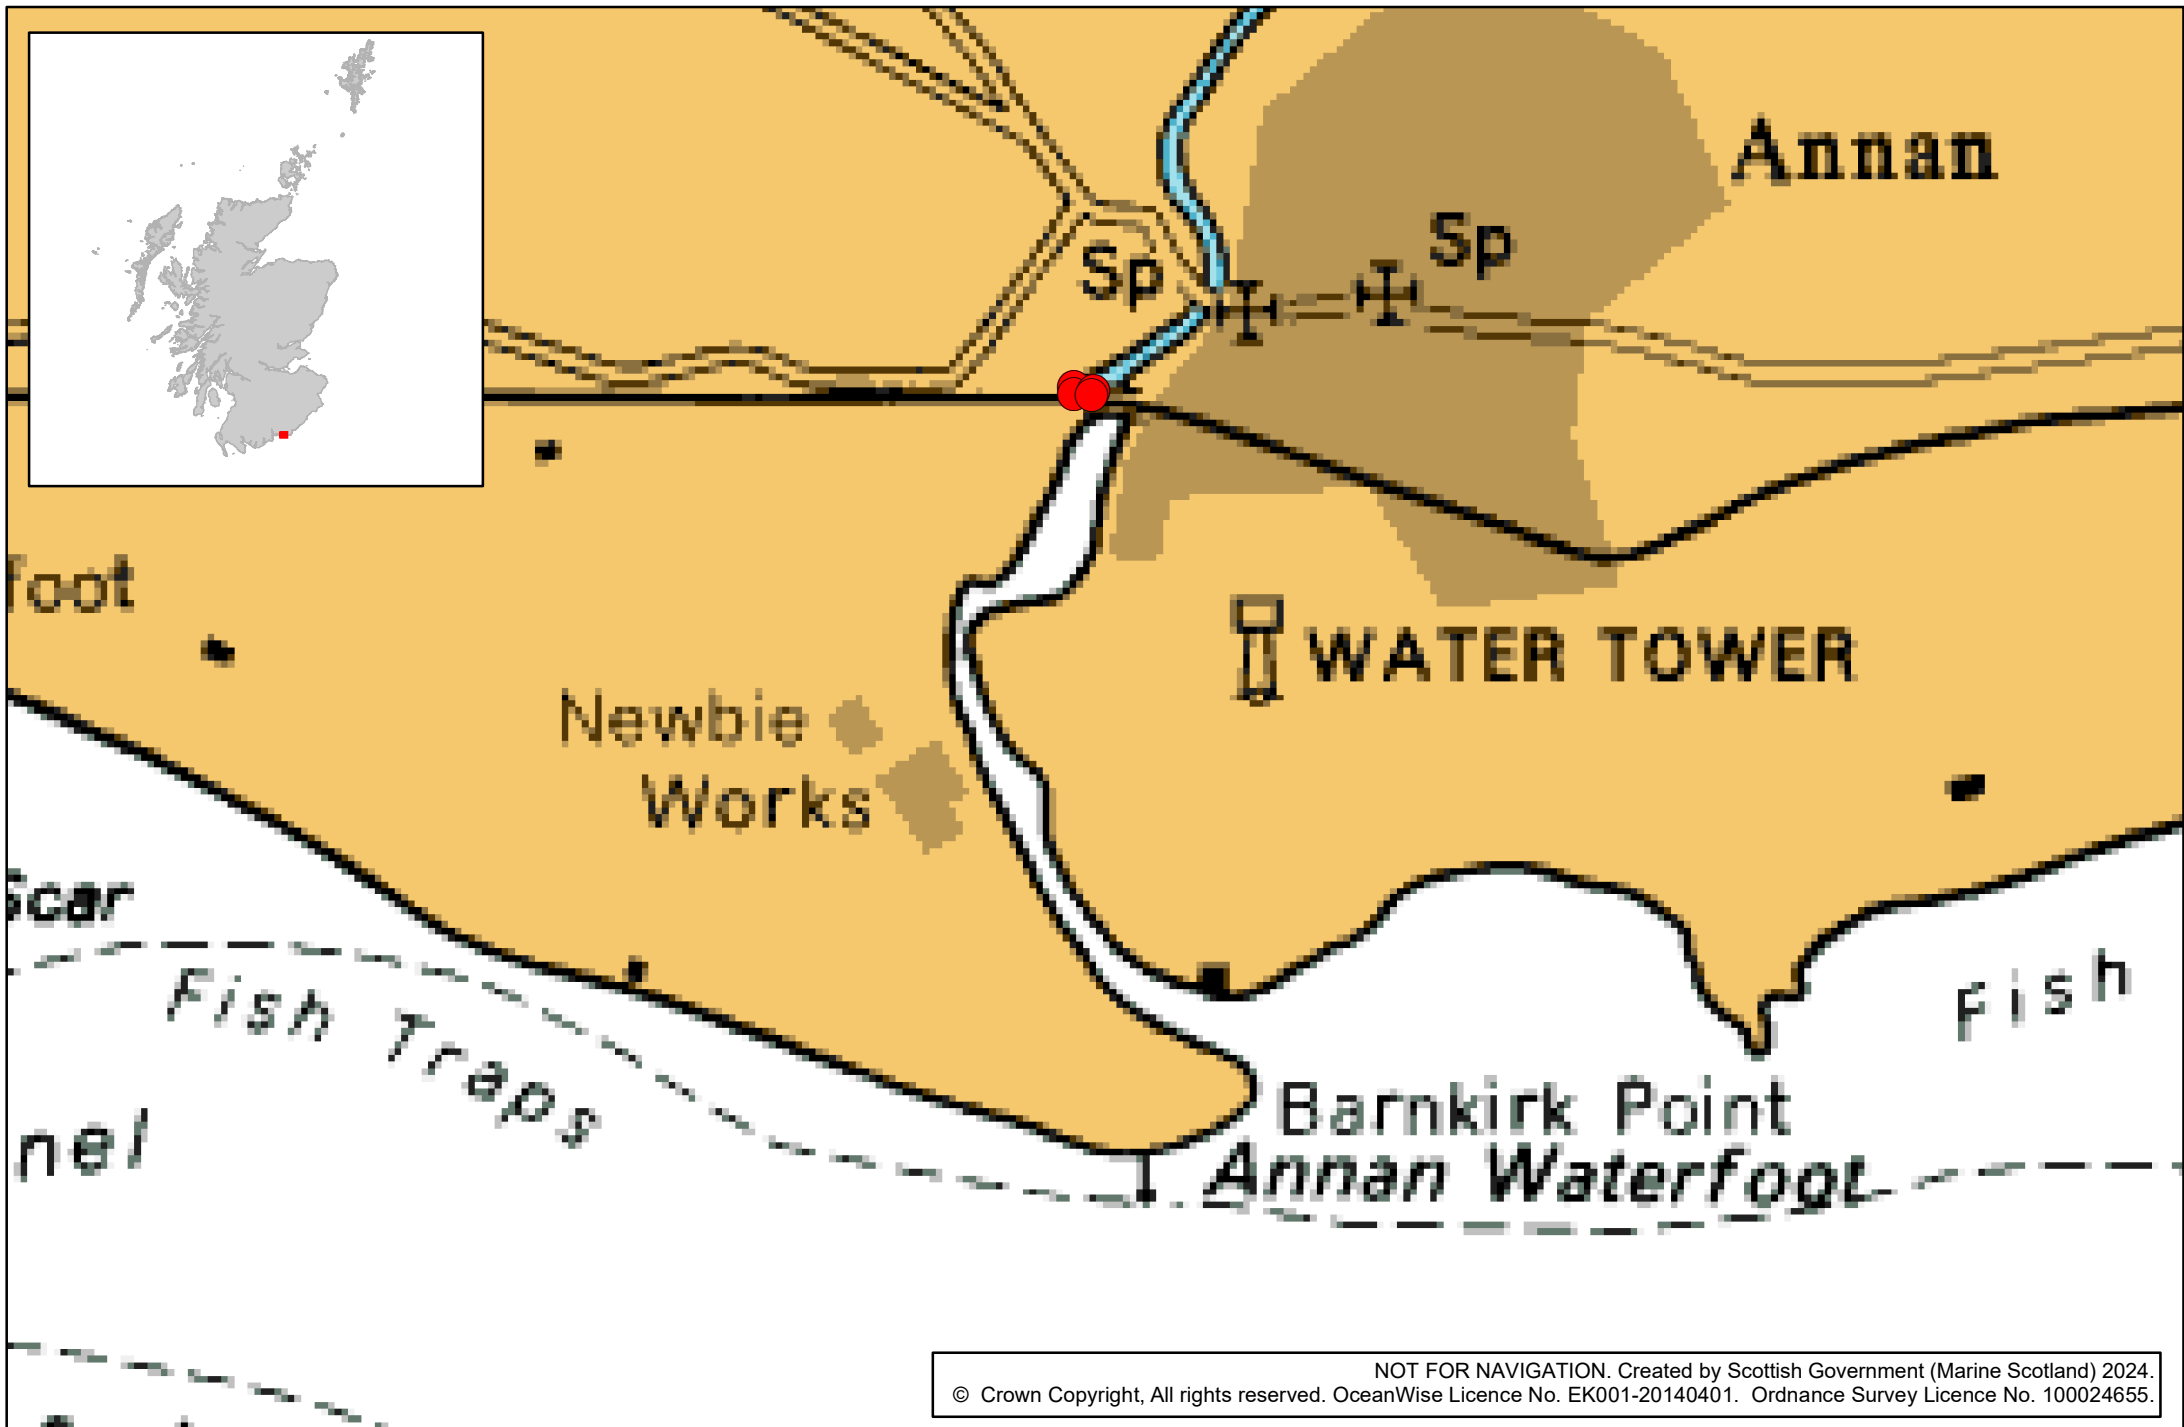 Annan
Sp
Sp
foot
WATER TOWER
Newbie
Works
Scar
Fish Traps
Fish
nel
Barnkirk Point
Annan Waterfoot
NOT FOR NAVIGATION. Created by Scottish Government (Marine Scotland) 2024.
© Crown Copyright, All rights reserved. OceanWise Licence No. EK001-20140401. Ordnance Survey Licence No. 100024655.